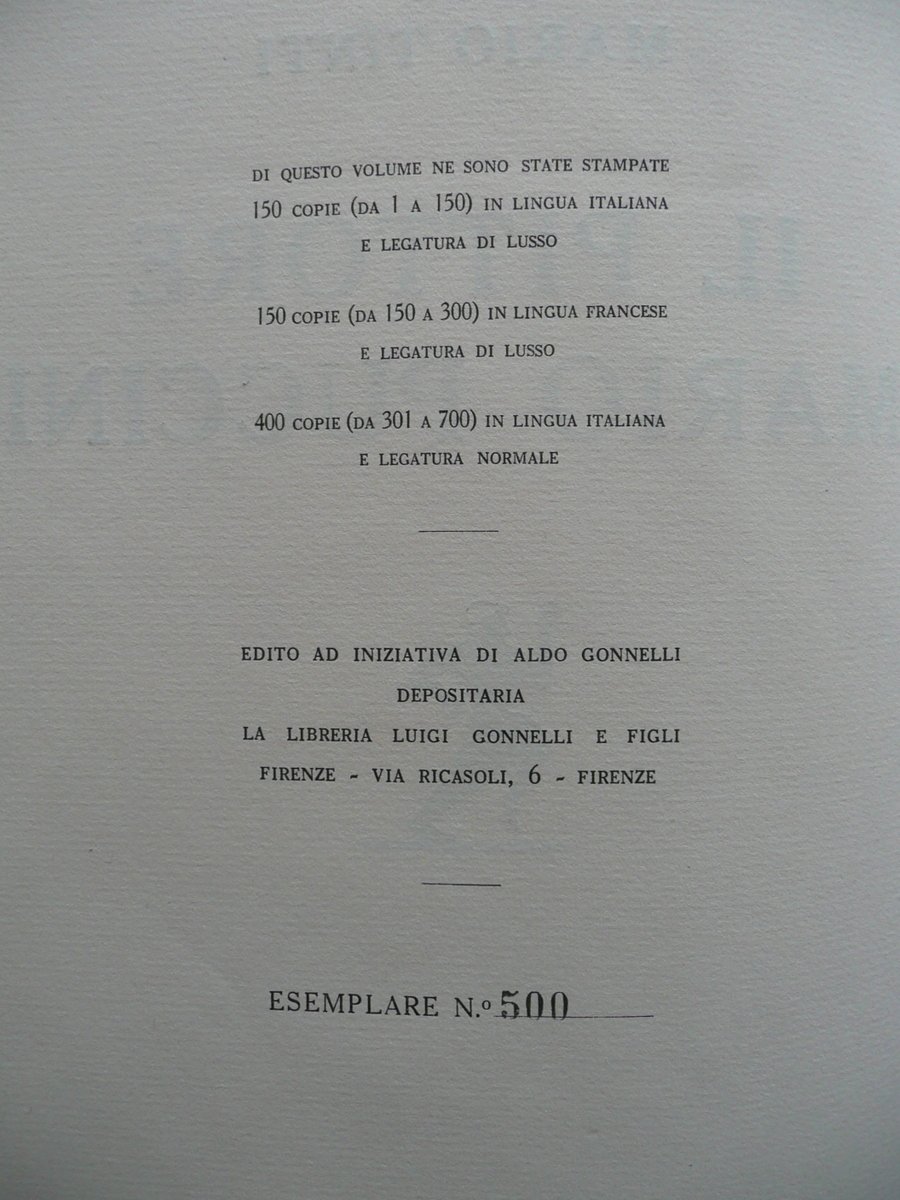 DI QUESTO VOLUME NE SONO STATE STAMPATE
150 COPIE (DA 1 A 150) IN LINGUA ITALIANA
E LEGATURA DI LUSSO
150 COPIE (DA 150 A 300) IN LINGUA FRANCESE
E LEGATURA DI LUSSO
400 COPIE (DA 301 A 700) IN LINGUA ITALIANA
E LEGATURA NORMALE
EDITO AD INIZIATIVA DI ALDO GONNELLI
DEPOSITARIA
LA LIBRERIA LUIGI GONNELLI E FIGLI
FIRENZE - VIA RICASOLI, 6 - FIRENZE
ESEMPLARE N.º 500